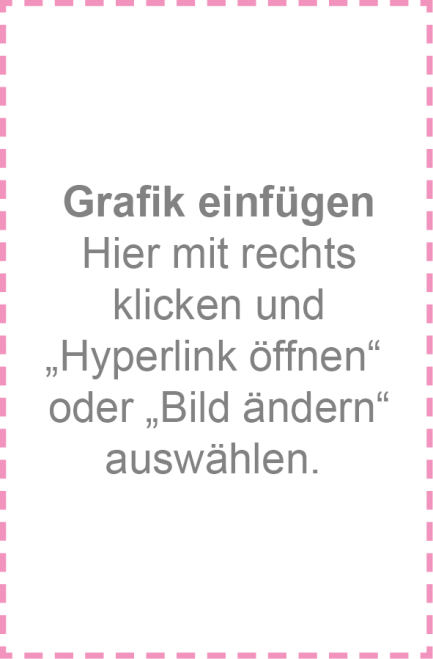 Grafik einfügen
Hier mit rechts
klicken und
„Hyperlink öffnen“
oder „Bild ändern“
auswählen.